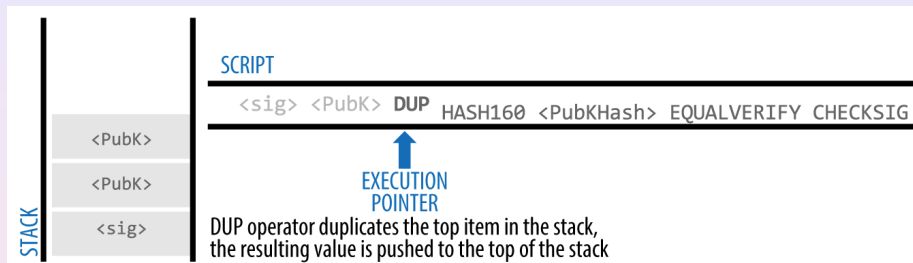 SCRIPT
<sig> <PubK> DUP HASH160 <PubKHash> EQUALVERIFY CHECKSIG
<PubK>
<PubK>
<sig>
STACK
EXECUTION
POINTER
DUP operator duplicates the top item in the stack,
the resulting value is pushed to the top of the stack